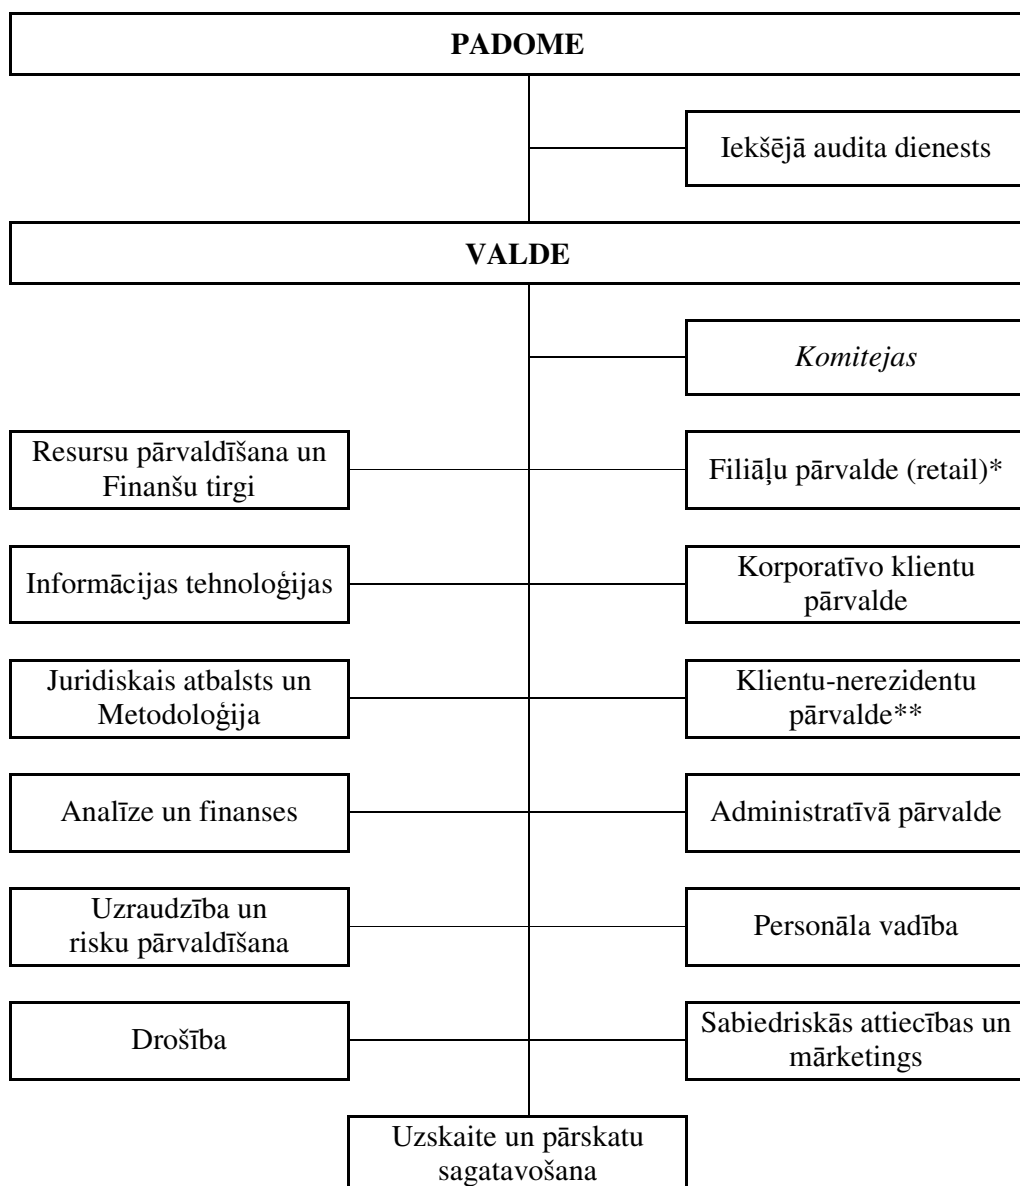 PADOME
Iekšējā audita dienests
VALDE
Komitejas
Resursu pārvaldīšana un
Finanšu tirgi
Filiāļu pārvalde (retail)*
Informācijas tehnoloģijas
Korporatīvo klientu
pārvalde
Juridiskais atbalsts un
Metodoloģija
Klientu-nerezidentu
pārvalde**
Analīze un finanses
Administratīvā pārvalde
Uzraudzība un
risku pārvaldīšana
Personāla vadība
Drošība
Sabiedriskās attiecības un
mārketings
Uzskaite un pārskatu
sagatavošana